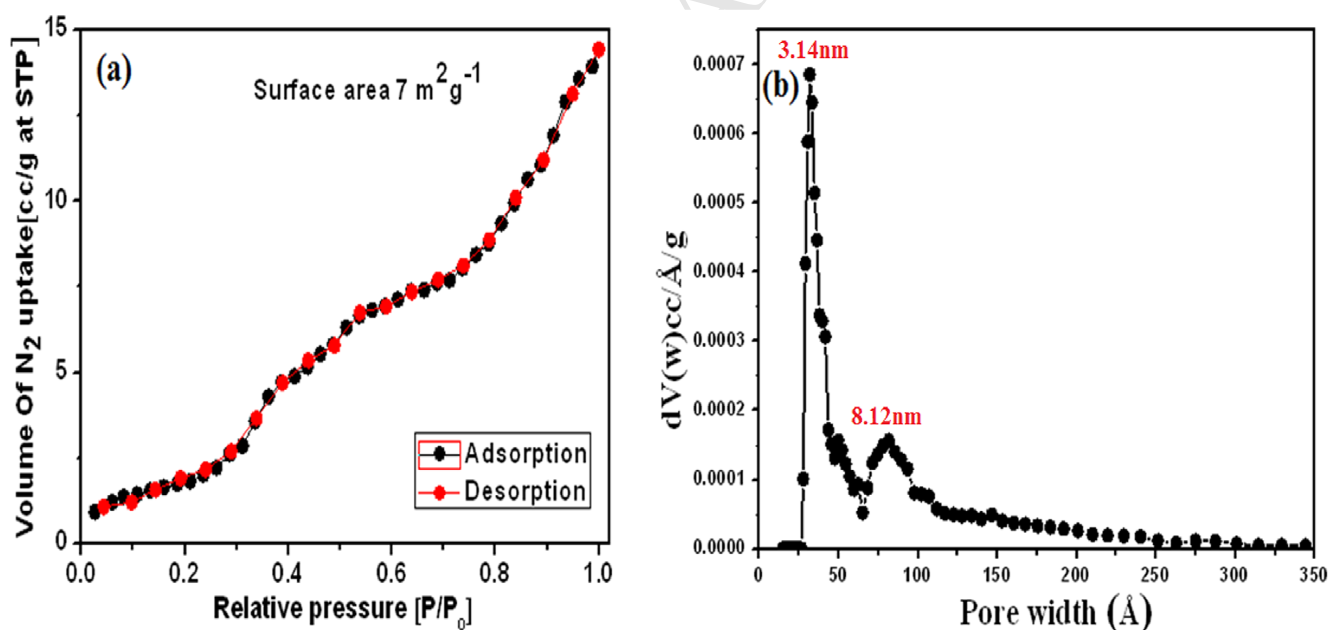 (a)
Surface area 7 m² g⁻¹
Volume Of N₂ uptake[cc/g at STP]
15
10
5
0
0.0 0.2 0.4 0.6 0.8 1.0
Relative pressure [P/P₀]
Adsorption
Desorption
(b)
3.14nm
8.12nm
dV(w)cc/Å/g
0.0007
0.0006
0.0005
0.0004
0.0003
0.0002
0.0001
0.0000
0 50 100 150 200 250 300 350
Pore width (Å)